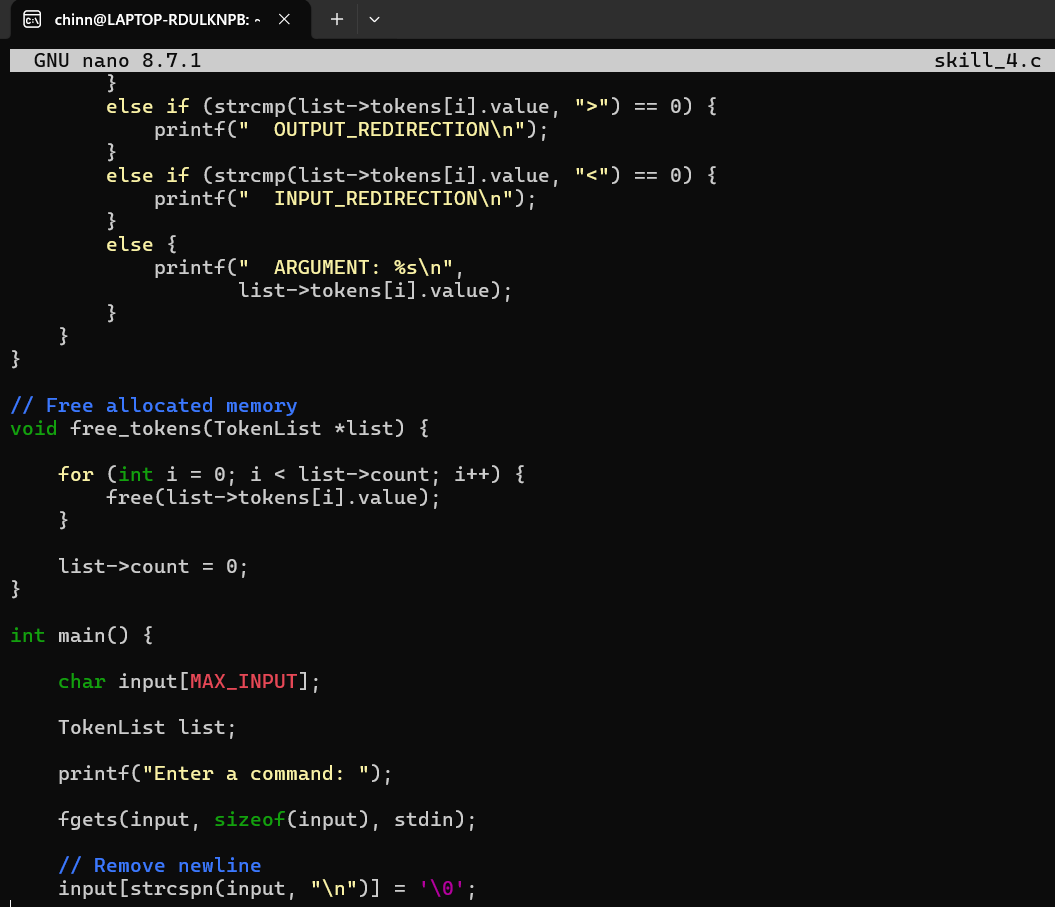 chinn@LAPTOP-RDULKNPB: ~
GNU nano 8.7.1 skill_4.c
        }
        else if (strcmp(list->tokens[i].value, ">") == 0) {
            printf("  OUTPUT_REDIRECTION\n");
        }
        else if (strcmp(list->tokens[i].value, "<") == 0) {
            printf("  INPUT_REDIRECTION\n");
        }
        else {
            printf("  ARGUMENT: %s\n",
                   list->tokens[i].value);
        }
    }
}

// Free allocated memory
void free_tokens(TokenList *list) {

    for (int i = 0; i < list->count; i++) {
        free(list->tokens[i].value);
    }

    list->count = 0;
}

int main() {

    char input[MAX_INPUT];

    TokenList list;

    printf("Enter a command: ");

    fgets(input, sizeof(input), stdin);

    // Remove newline
    input[strcspn(input, "\n")] = '\0';